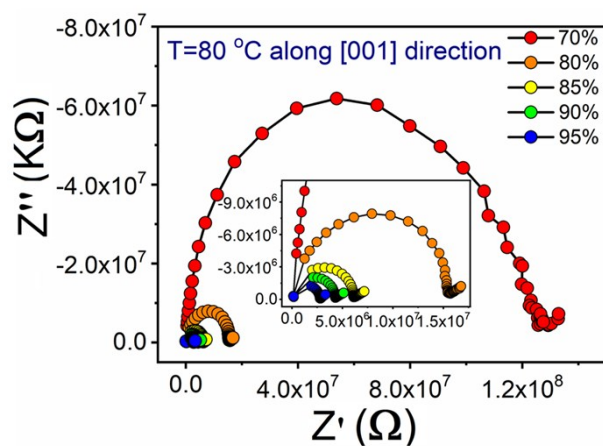 -8.0x10⁷
-6.0x10⁷
-4.0x10⁷
-2.0x10⁷
0.0
Z'' (KΩ)
T=80 °C along [001] direction
70%
80%
85%
90%
95%
-9.0x10⁶
-6.0x10⁶
-3.0x10⁶
0.0
0.0
5.0x10⁶
1.0x10⁷
1.5x10⁷
0.0
4.0x10⁷
8.0x10⁷
1.2x10⁸
Z' (Ω)